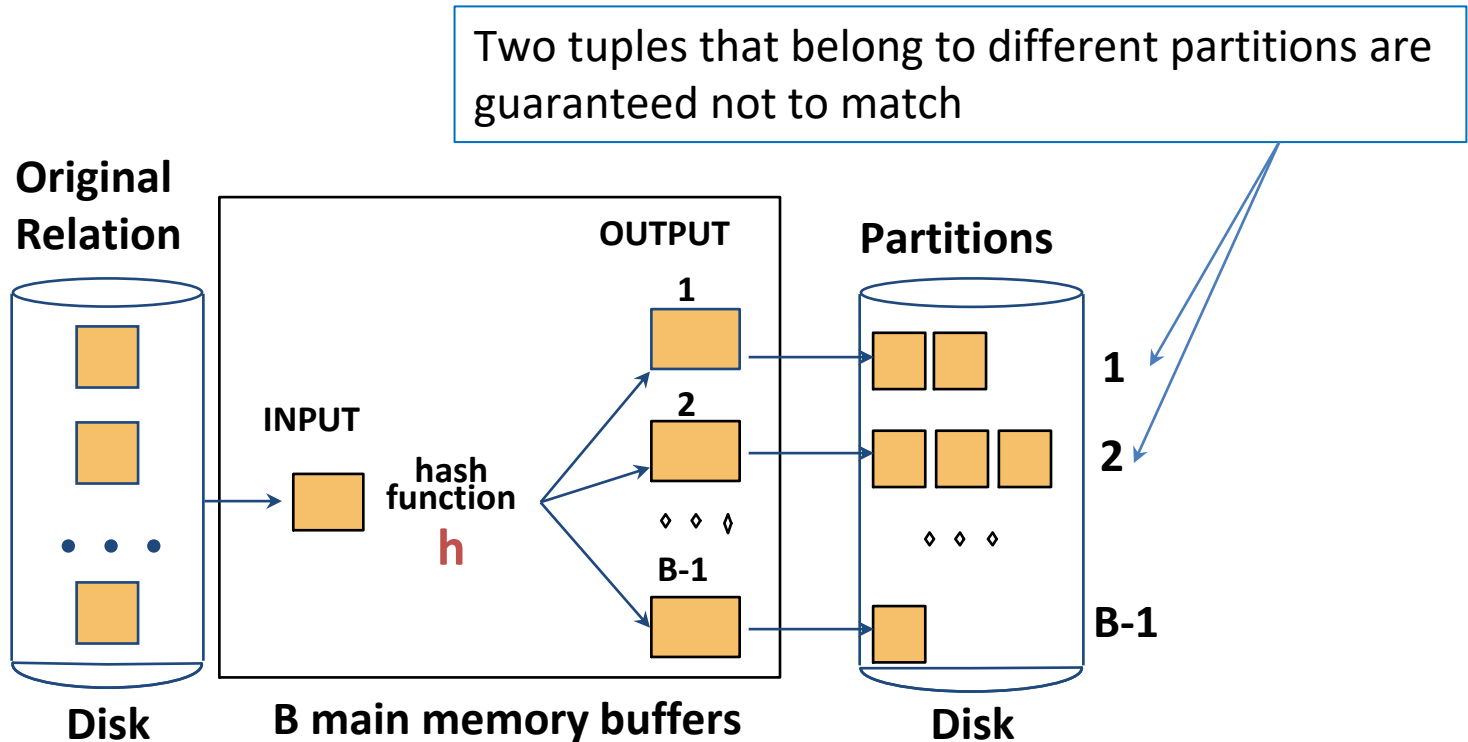 Two tuples that belong to different partitions are
guaranteed not to match
Original
Relation
OUTPUT
Partitions
1
1
2
INPUT
2
hash
function
h
B-1
B-1
Disk
B main memory buffers
Disk